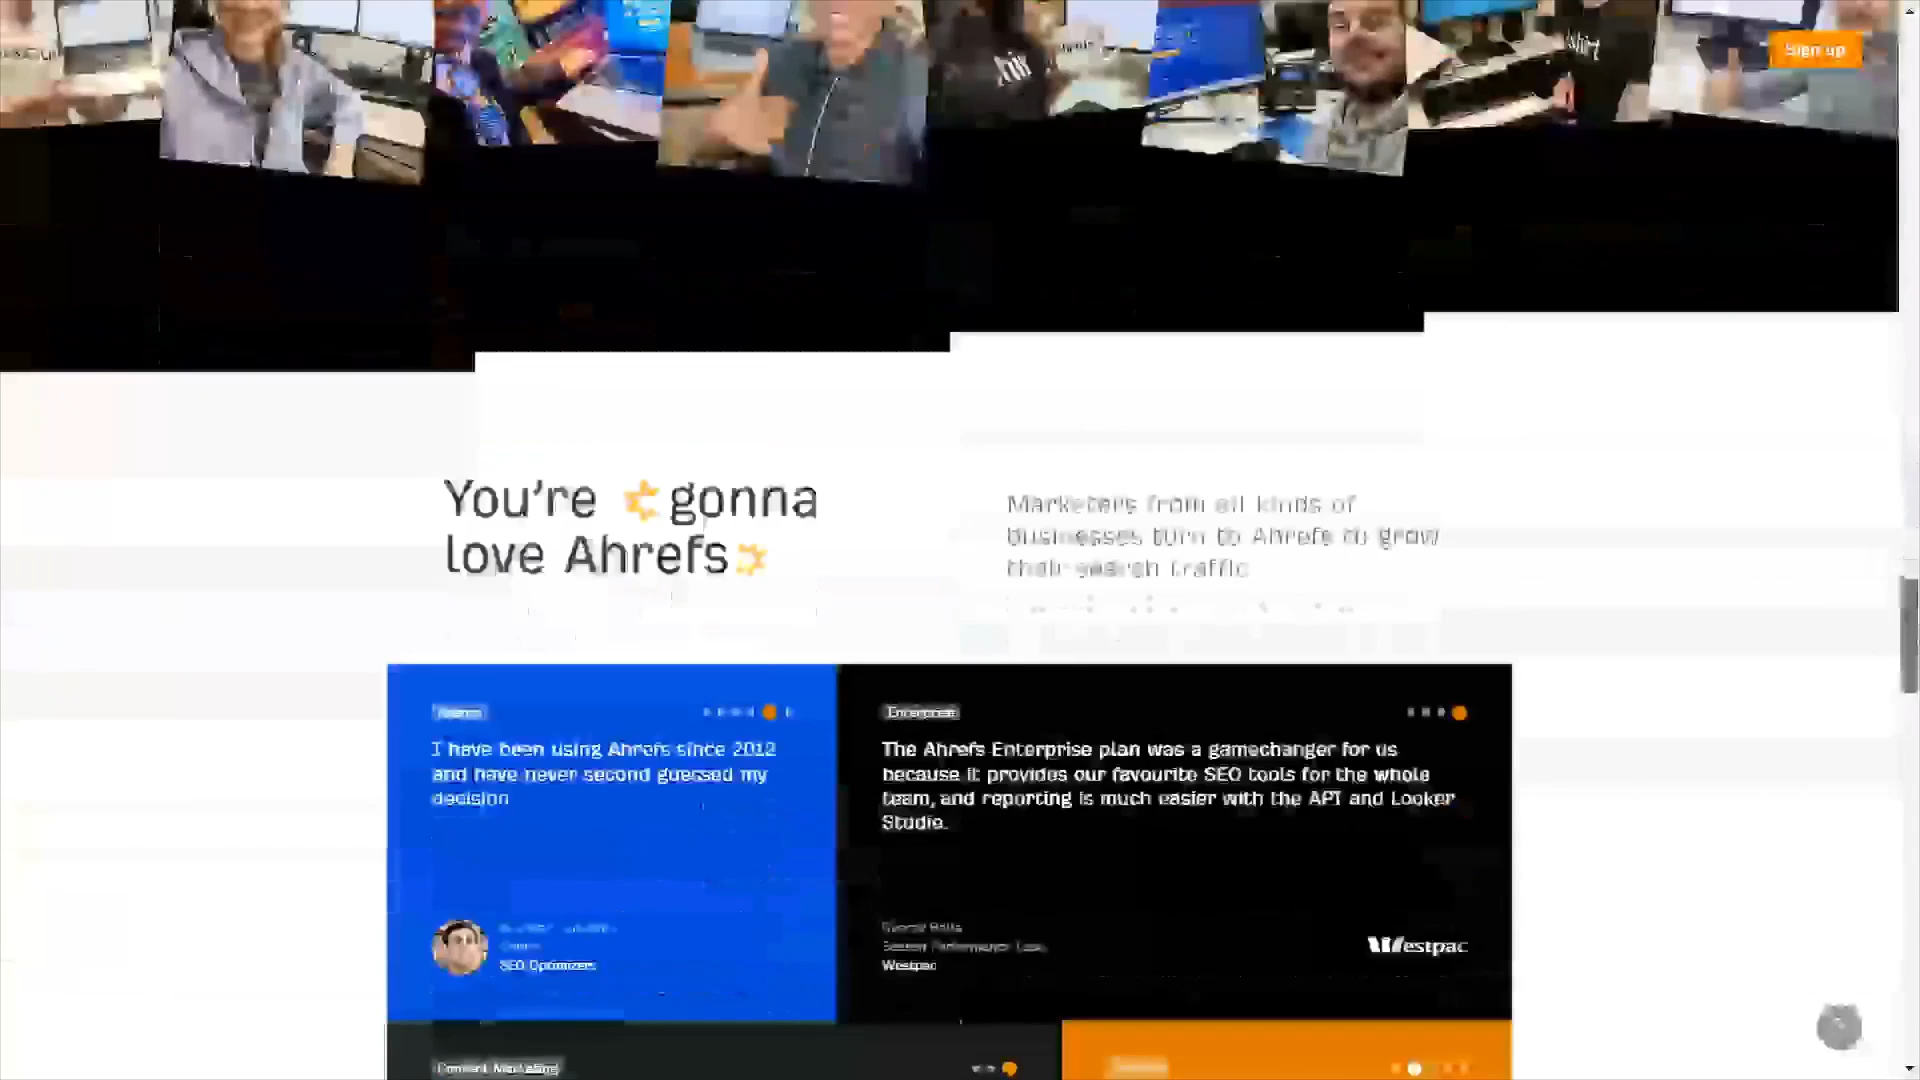 Sign up
You're gonna
love Ahrefs
Marketers from all kinds of
businesses turn to Ahrefs to grow
their search traffic
Enterprise
I have been using Ahrefs since 2012
and have never second guessed my
decision
The Ahrefs Enterprise plan was a gamechanger for us
because it provides our favourite SEO tools for the whole
team, and reporting is much easier with the API and Looker
Studio.
SEO Optimizers
Westpac
Westpac
Content Marketing